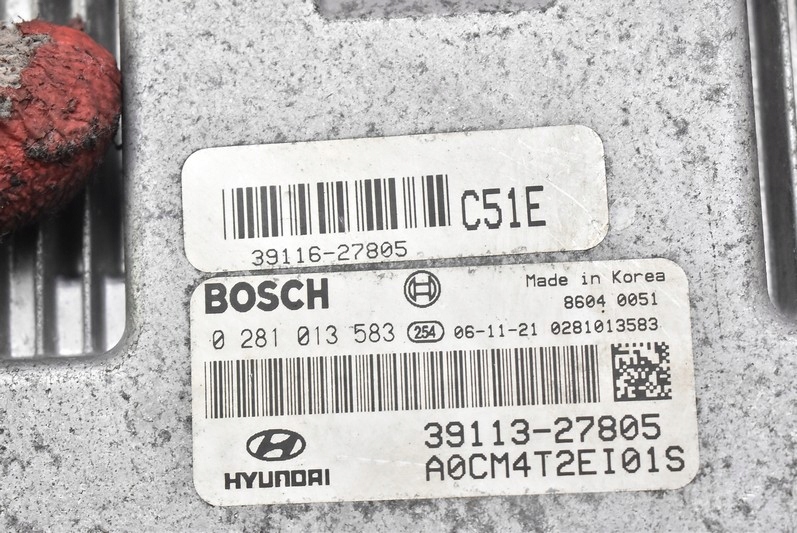 C51E
39116-27805
BOSCH
Made in Korea
8604 0051
0 281 013 583 254 06-11-21 0281013583
39113-27805
HYUNDAI
A0CM4T2EI01S